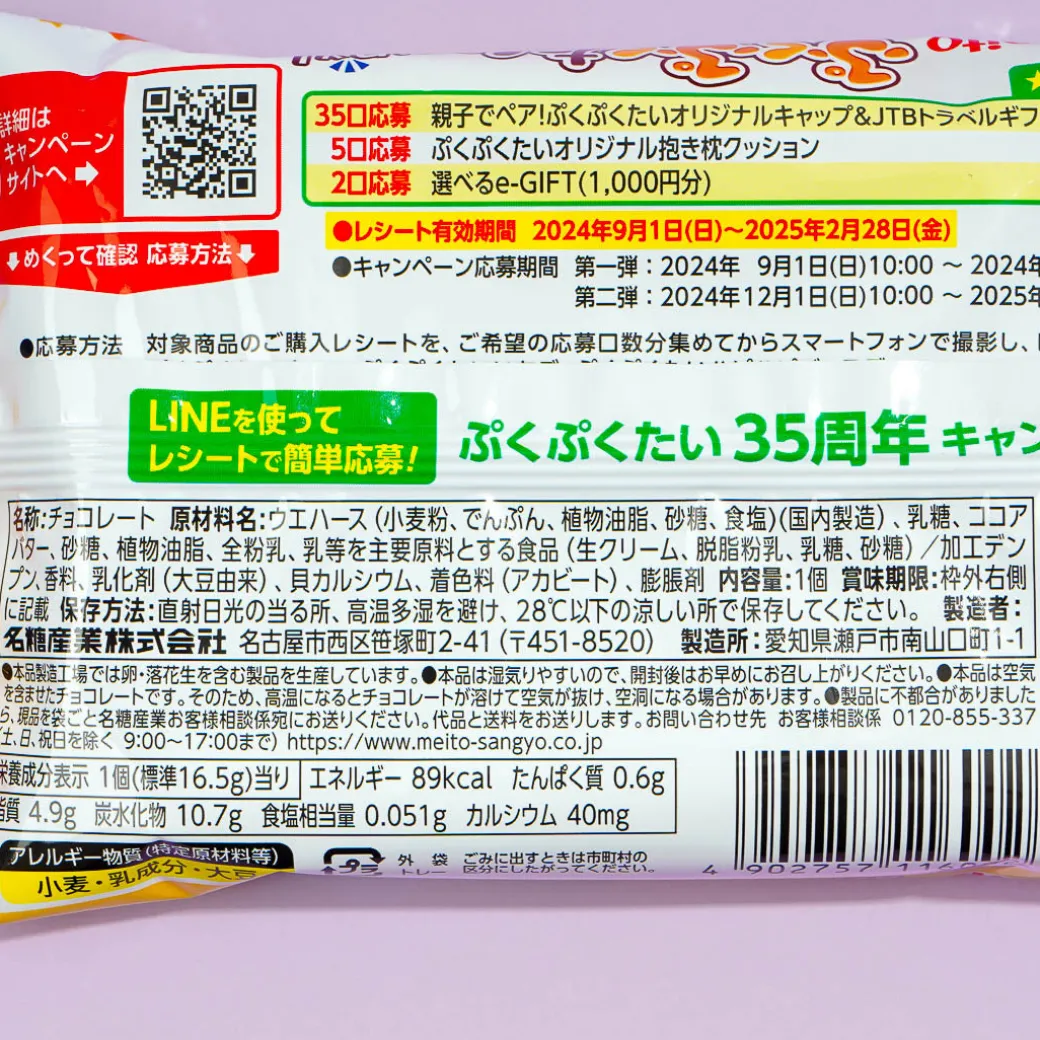 詳細は
キャンペーン
サイトへ
35口応募 親子でペア!ぷくぷくたいオリジナルキャップ&JTBトラベルギフ
5口応募 ぷくぷくたいオリジナル抱き枕クッション
2口応募 選べるe-GIFT(1,000円分)
●レシート有効期間 2024年9月1日(日)〜2025年2月28日(金)
めくって確認 応募方法
●キャンペーン応募期間 第一弾:2024年 9月1日(日)10:00 〜 2024年
第二弾:2024年12月1日(日)10:00 〜 2025年
●応募方法 対象商品のご購入レシートを、ご希望の応募口数分集めてからスマートフォンで撮影し、
LINEを使って
レシートで簡単応募!
ぷくぷくたい 35周年 キャン
名称:チョコレート 原材料名:ウエハース(小麦粉、でんぷん、植物油脂、砂糖、食塩)(国内製造)、乳糖、ココア
バター、砂糖、植物油脂、全粉乳、乳等を主要原料とする食品(生クリーム、脱脂粉乳、乳糖、砂糖)/加工デン
プン、香料、乳化剤(大豆由来)、貝カルシウム、着色料(アカビート)、膨脹剤 内容量:1個 賞味期限:枠外右側
に記載 保存方法:直射日光の当る所、高温多湿を避け、28℃以下の涼しい所で保存してください。 製造者:
名糖産業株式会社 名古屋市西区笹塚町2-41(〒451-8520) 製造所:愛知県瀬戸市南山口町1-1
●本品製造工場では卵・落花生を含む製品を生産しています。●本品は湿気りやすいので、開封後はお早めにお召し上がりください。●本品は空気
を含ませたチョコレートです。そのため、高温になるとチョコレートが溶けて空気が抜け、空洞になる場合があります。●製品に不都合がありました
ら、現品を袋ごと名糖産業お客様相談係宛にお送りください。代品と送料をお送りします。お問い合わせ先 お客様相談係 0120-855-337
(土、日、祝日を除く 9:00〜17:00まで) https://www.meito-sangyo.co.jp
栄養成分表示 1個(標準16.5g)当り エネルギー 89kcal たんぱく質 0.6g
脂質 4.9g 炭水化物 10.7g 食塩相当量 0.051g カルシウム 40mg
アレルギー物質(特定原材料等)
小麦・乳成分・大豆
プラ
外 袋
トレー
ごみに出すときは市町村の
区分にしたがってください。
4 902757 116